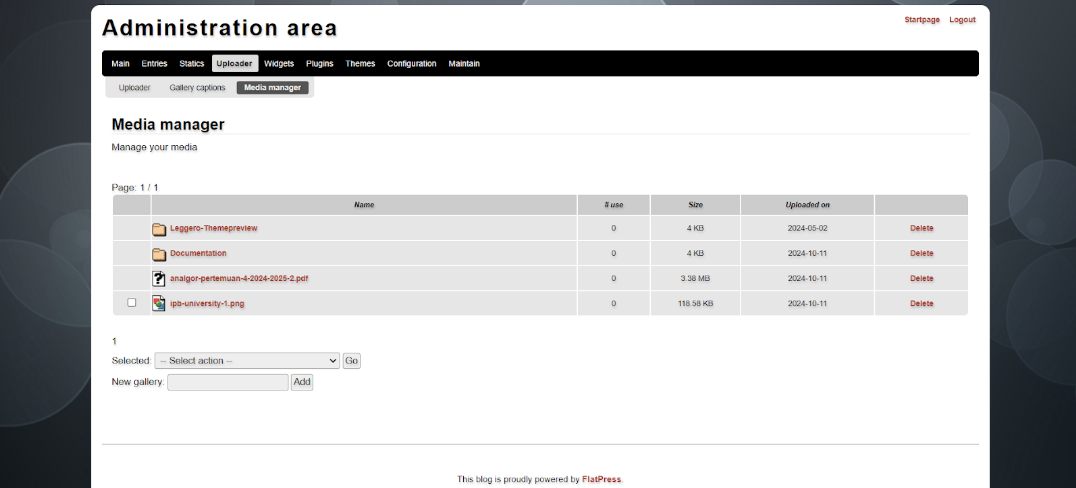 Administration area
Startpage Logout
Main Entries Statics Uploader Widgets Plugins Themes Configuration Maintain
Uploader Gallery captions Media manager
Media manager
Manage your media
Page: 1 / 1
Name # use Size Uploaded on
Leggero-Themepreview 0 4 KB 2024-05-02 Delete
Documentation 0 4 KB 2024-10-11 Delete
analgor-pertemuan-4-2024-2025-2.pdf 0 3.38 MB 2024-10-11 Delete
ipb-university-1.png 0 118.58 KB 2024-10-11 Delete
1
Selected: -- Select action -- Go
New gallery: Add
This blog is proudly powered by FlatPress